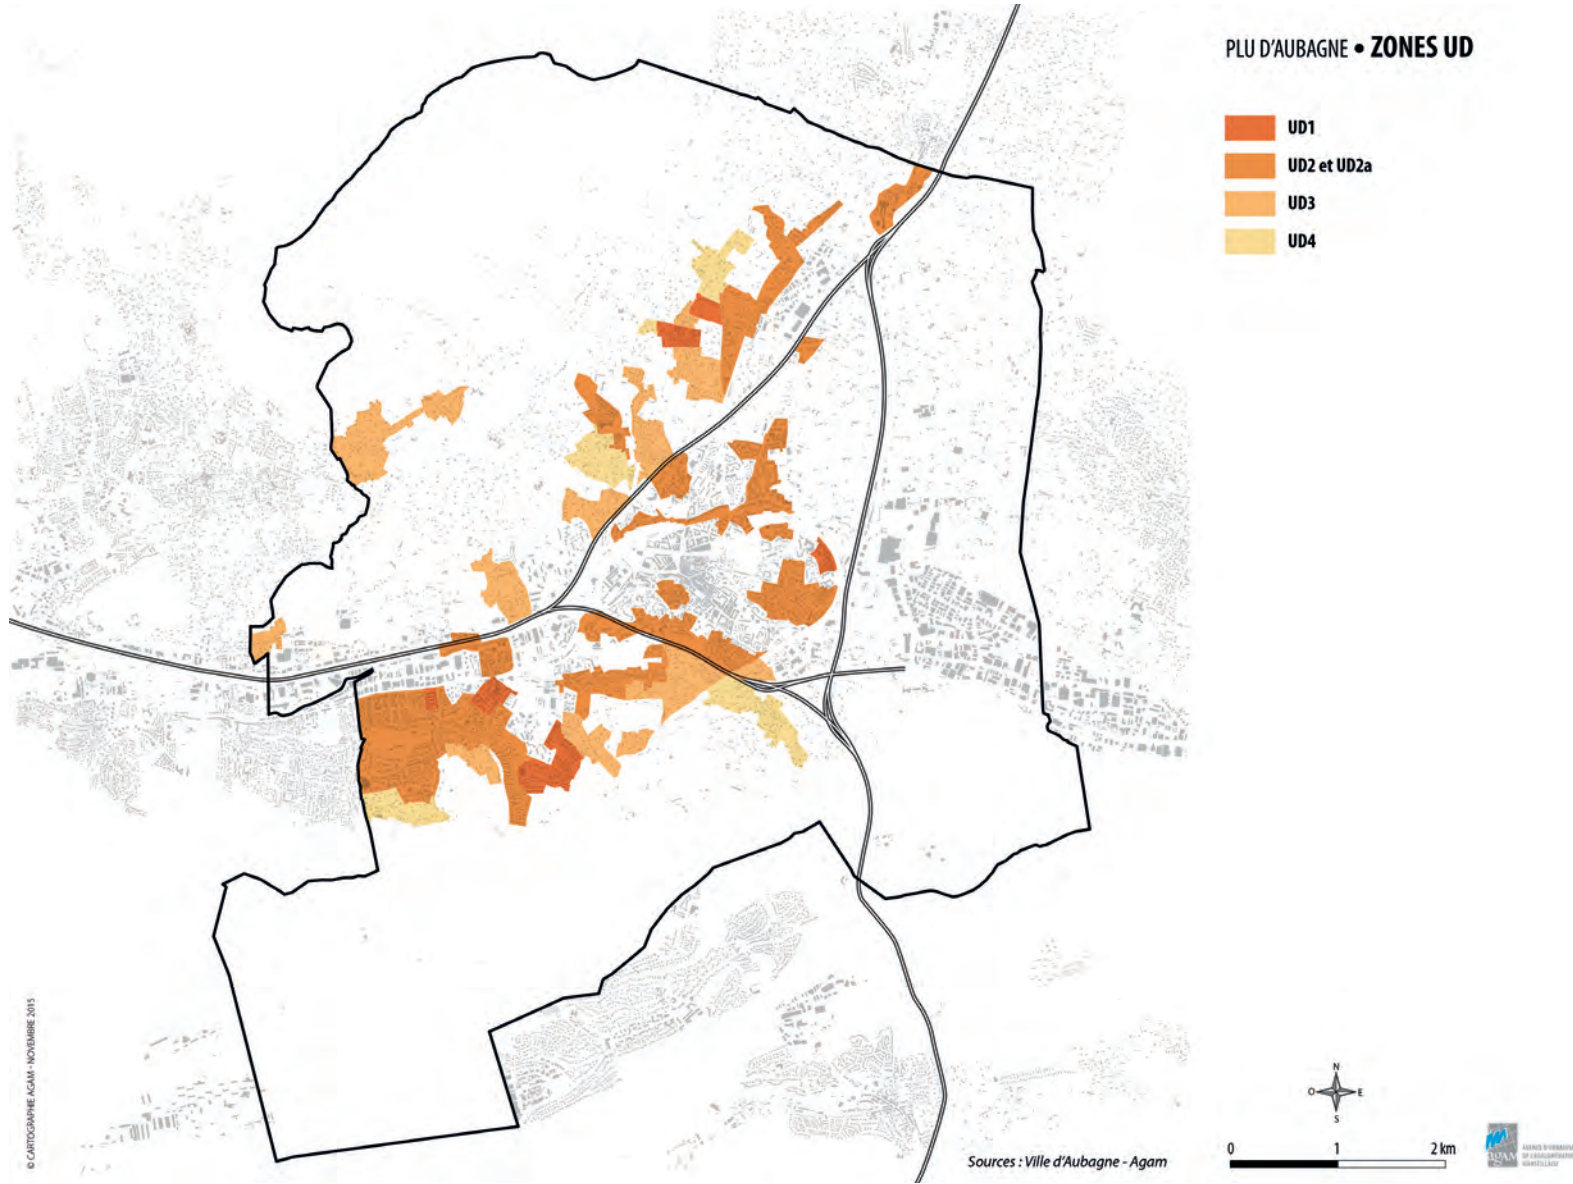 PLU D'AUBAGNE • ZONES UD
UD1
UD2 et UD2a
UD3
UD4
N
O
E
S
0 1 2 km
Sources : Ville d'Aubagne - Agam
agam
© CARTOGRAPHIE AGAM - NOVEMBRE 2015